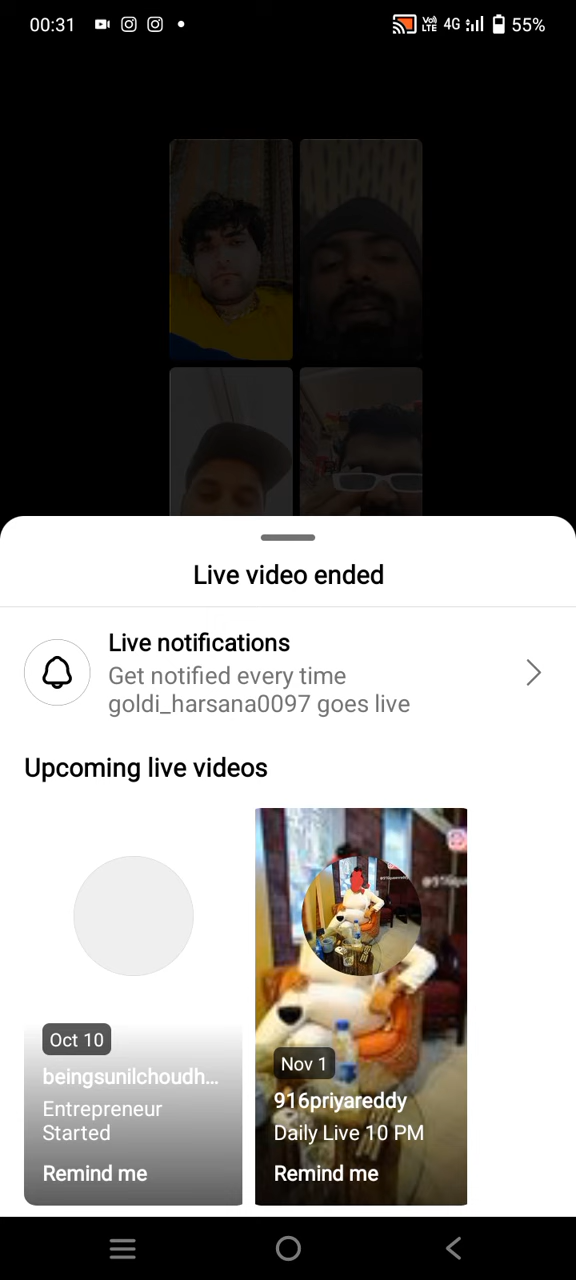 00:31
Vo) LTE 4G 55%
Live video ended
Live notifications
Get notified every time
goldi_harsana0097 goes live
Upcoming live videos
Oct 10
beingsunilchoudh...
Entrepreneur
Started
Remind me
Nov 1
916priyareddy
Daily Live 10 PM
Remind me